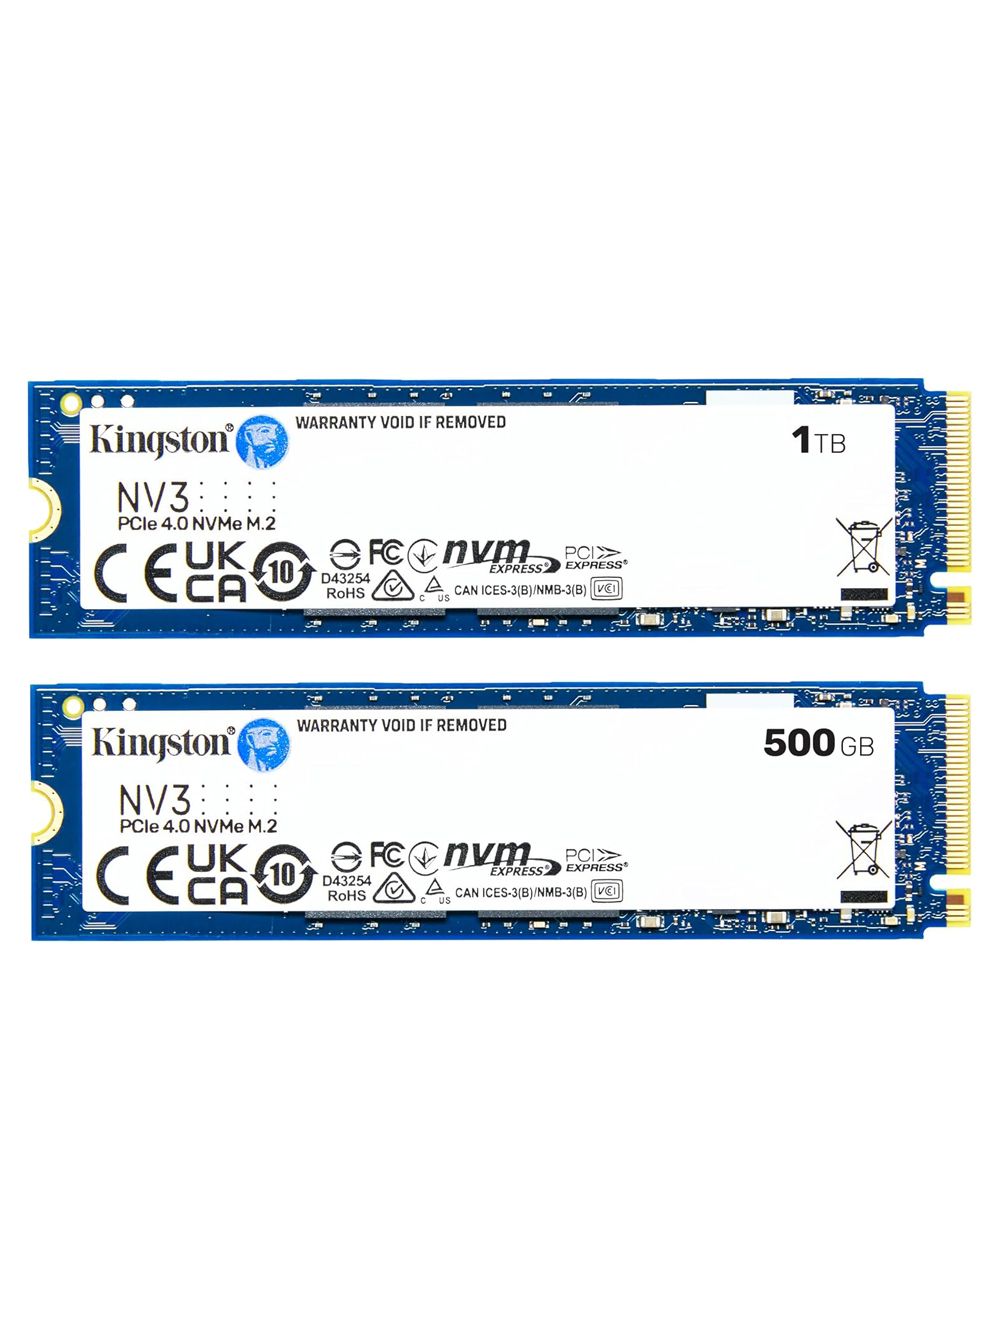 Kingston®
WARRANTY VOID IF REMOVED
1TB
NV3
PCIe 4.0 NVMe M.2
CE
UK
CA
10
D43254
RoHS
FC
C US
nvm
EXPRESS®
PCI
EXPRESS®
CAN ICES-3(B)/NMB-3(B)
VCI
M
Kingston®
WARRANTY VOID IF REMOVED
500GB
NV3
PCIe 4.0 NVMe M.2
CE
UK
CA
10
D43254
RoHS
FC
C US
nvm
EXPRESS®
PCI
EXPRESS®
CAN ICES-3(B)/NMB-3(B)
VCI
M